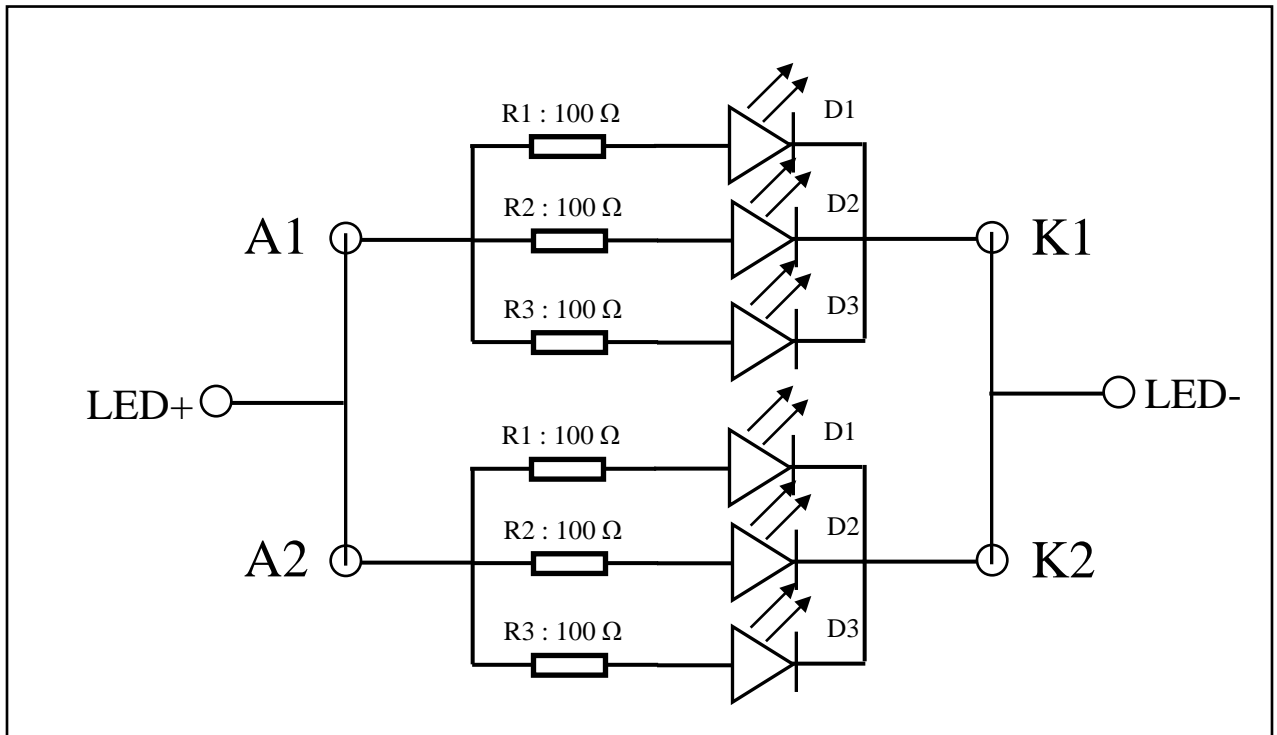 R1 : 100 Ω
D1
R2 : 100 Ω
D2
A1
K1
R3 : 100 Ω
D3
LED+
LED-
R1 : 100 Ω
D1
R2 : 100 Ω
D2
A2
K2
R3 : 100 Ω
D3